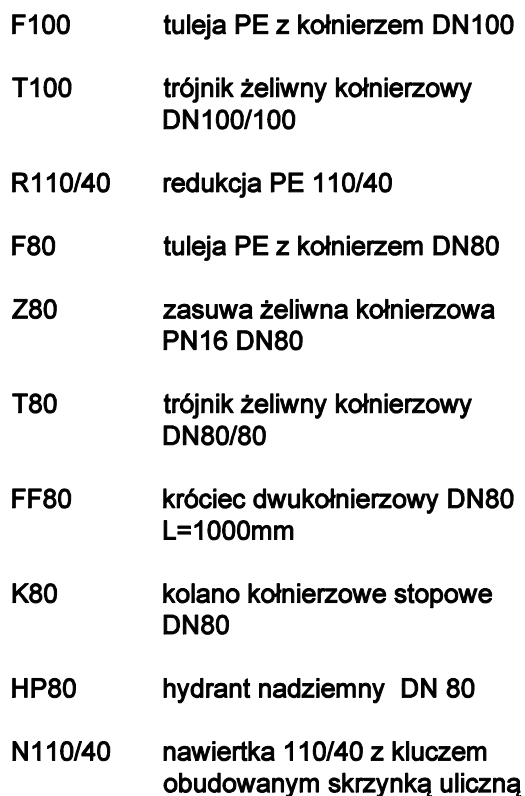 F100 tuleja PE z kołnierzem DN100
T100 trójnik żeliwny kołnierzowy
DN100/100
R110/40 redukcja PE 110/40
F80 tuleja PE z kołnierzem DN80
Z80 zasuwa żeliwna kołnierzowa
PN16 DN80
T80 trójnik żeliwny kołnierzowy
DN80/80
FF80 króciec dwukołnierzowy DN80
L=1000mm
K80 kolano kołnierzowe stopowe
DN80
HP80 hydrant nadziemny DN 80
N110/40 nawiertka 110/40 z kluczem
obudowanym skrzynką uliczną